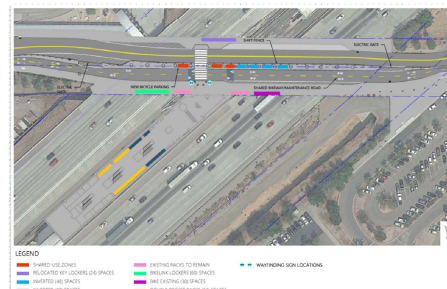 SHIFT FENCE
ELECTRIC GATE
ELECTRIC
GATE
NEW BICYCLE PARKING
SHARED BIKEWAY/MAINTENANCE ROAD
LEGEND
SHARED-USE ZONES
RELOCATED KEY LOCKERS (24) SPACES
INVERTED (48) SPACES
EXISTING RACKS TO REMAIN
BIKELINK LOCKERS (60) SPACES
BIKE EXISTING (30) SPACES
WAYFINDING SIGN LOCATIONS